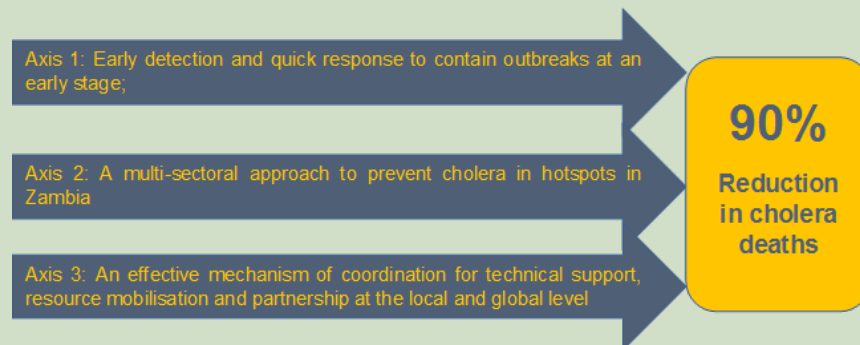 Axis 1: Early detection and quick response to contain outbreaks at an
early stage;
Axis 2: A multi-sectoral approach to prevent cholera in hotspots in
Zambia
Axis 3: An effective mechanism of coordination for technical support,
resource mobilisation and partnership at the local and global level
90%
Reduction
in cholera
deaths